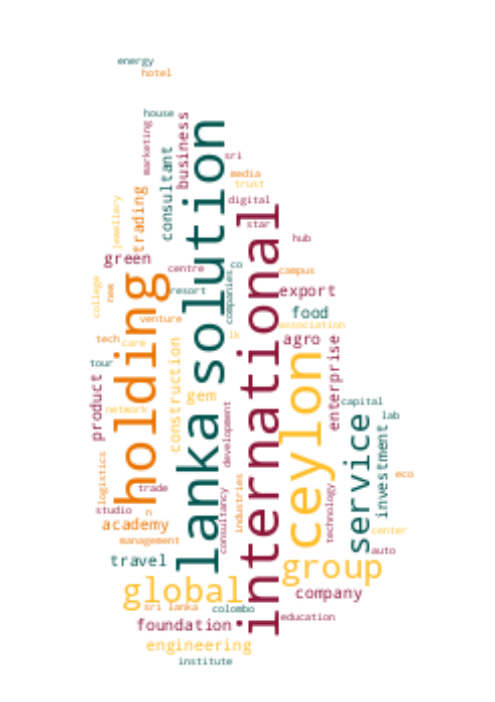 energy
hotel
house
marketing
business
solution
consultant
sri
media
trust
trading
jewellery
digital
star
international
hub
green
centre
co
campus
holding
resort
companies
export
college
new
food
venture
association
lk
tech
care
agro
tour
construction
enterprise
ceylon
product
network
gem
capital
lanka
development
lab
service
investment
logistics
trade
industries
eco
consultancy
technology
studio
n
academy
center
management
auto
travel
group
global
company
sri lanka
colombo
education
foundation
engineering
institute